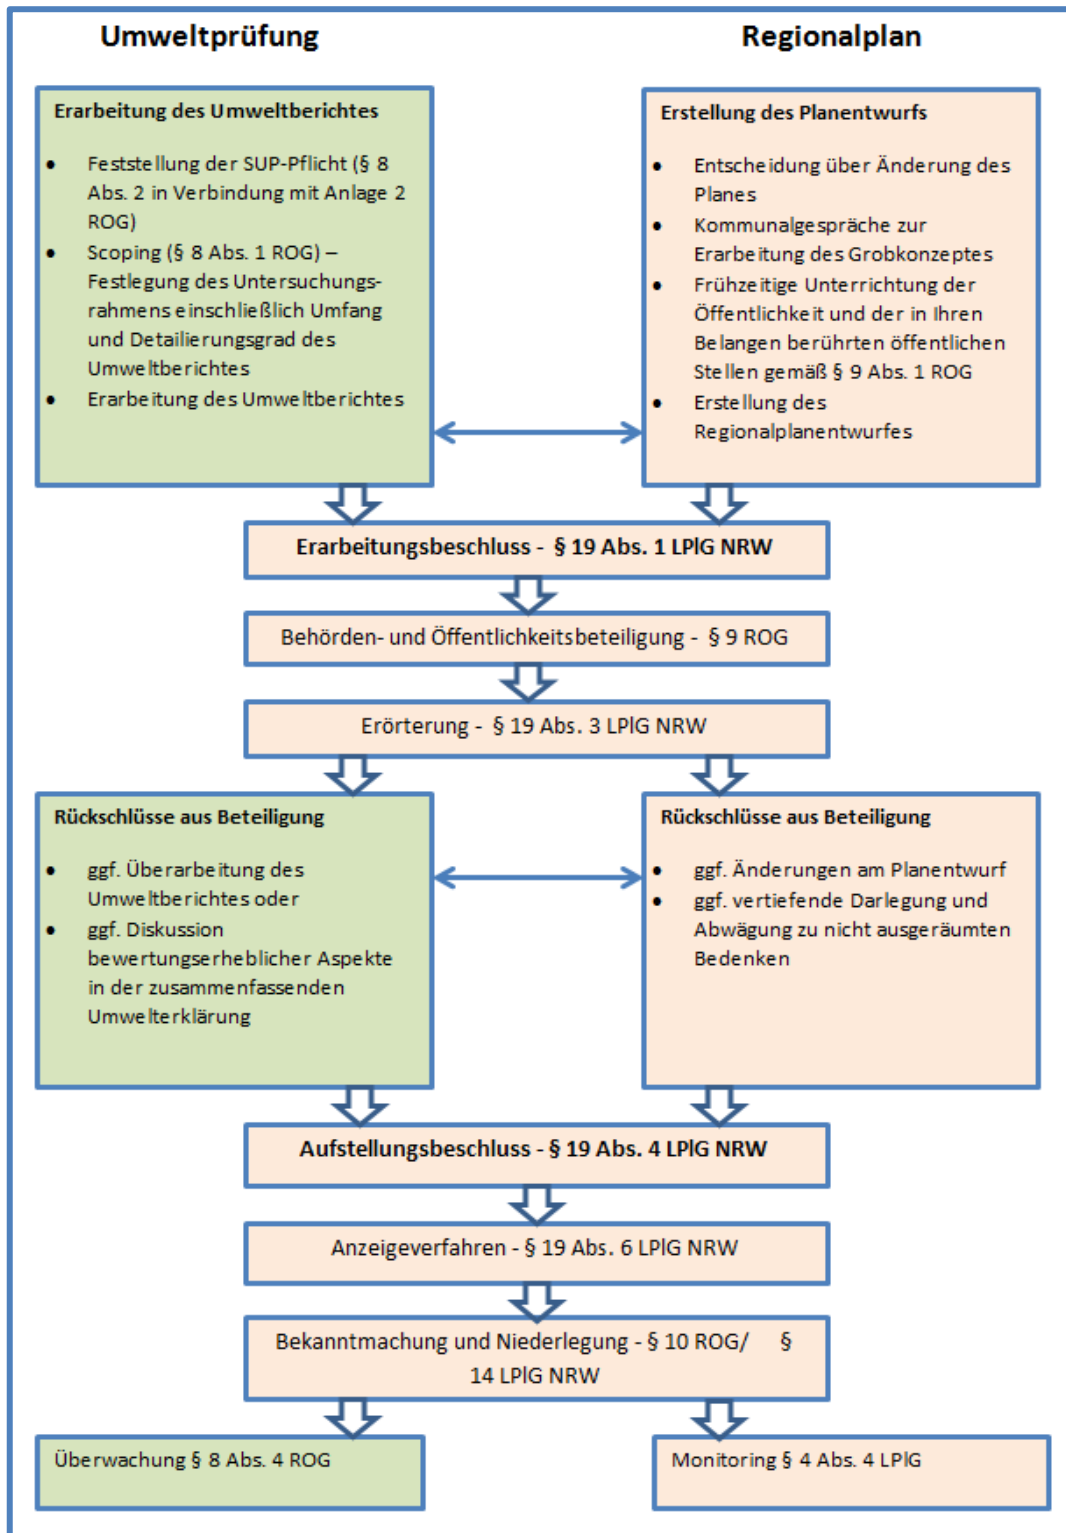 Umweltprüfung
Regionalplan
Erarbeitung des Umweltberichtes
• Feststellung der SUP-Pflicht (§ 8
Abs. 2 in Verbindung mit Anlage 2
ROG)
• Scoping (§ 8 Abs. 1 ROG) –
Festlegung des Untersuchungs-
rahmens einschließlich Umfang
und Detailierungsgrad des
Umweltberichtes
• Erarbeitung des Umweltberichtes
Erstellung des Planentwurfs
• Entscheidung über Änderung des
Planes
• Kommunalgespräche zur
Erarbeitung des Grobkonzeptes
• Frühzeitige Unterrichtung der
Öffentlichkeit und der in Ihren
Belangen berührten öffentlichen
Stellen gemäß § 9 Abs. 1 ROG
• Erstellung des
Regionalplanentwurfes
Erarbeitungsbeschluss - § 19 Abs. 1 LPlG NRW
Behörden- und Öffentlichkeitsbeteiligung - § 9 ROG
Erörterung - § 19 Abs. 3 LPlG NRW
Rückschlüsse aus Beteiligung
• ggf. Überarbeitung des
Umweltberichtes oder
• ggf. Diskussion
bewertungserheblicher Aspekte
in der zusammenfassenden
Umwelterklärung
Rückschlüsse aus Beteiligung
• ggf. Änderungen am Planentwurf
• ggf. vertiefende Darlegung und
Abwägung zu nicht ausgeräumten
Bedenken
Aufstellungsbeschluss - § 19 Abs. 4 LPlG NRW
Anzeigeverfahren - § 19 Abs. 6 LPlG NRW
Bekanntmachung und Niederlegung - § 10 ROG/ §
14 LPlG NRW
Überwachung § 8 Abs. 4 ROG
Monitoring § 4 Abs. 4 LPlG